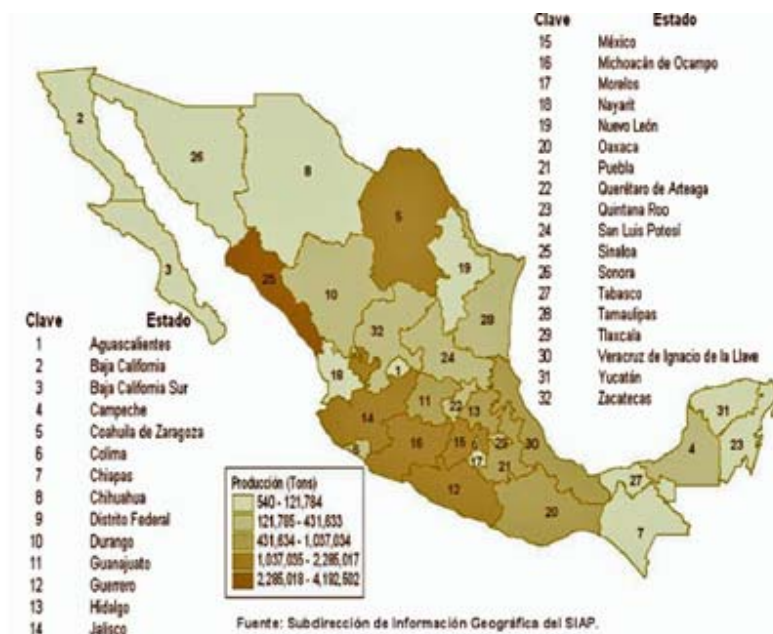 Clave Estado
15 México
16 Michoacán de Ocampo
17 Morelos
18 Nayarit
19 Nuevo León
20 Oaxaca
21 Puebla
22 Querétaro de Arteaga
23 Quintana Roo
24 San Luis Potosí
25 Sinaloa
26 Sonora
27 Tabasco
28 Tamaulipas
29 Tlaxcala
30 Veracruz de Ignacio de la Llave
31 Yucatán
32 Zacatecas
Clave Estado
1 Aguascalientes
2 Baja California
3 Baja California Sur
4 Campeche
5 Coahuila de Zaragoza
6 Colima
7 Chiapas
8 Chihuahua
9 Distrito Federal
10 Durango
11 Guanajuato
12 Guerrero
13 Hidalgo
14 Jalisco
2
26
8
5
3
25
10
19
28
32
24
18
1
14
11
22
13
16
15
29
30
17
21
12
20
27
4
31
23
7
Producción (Tons)
540 - 121,784
121,785 - 431,633
431,634 - 1,037,034
1,037,035 - 2,285,017
2,285,018 - 4,192,502
Fuente: Subdirección de Información Geográfica del SIAP.